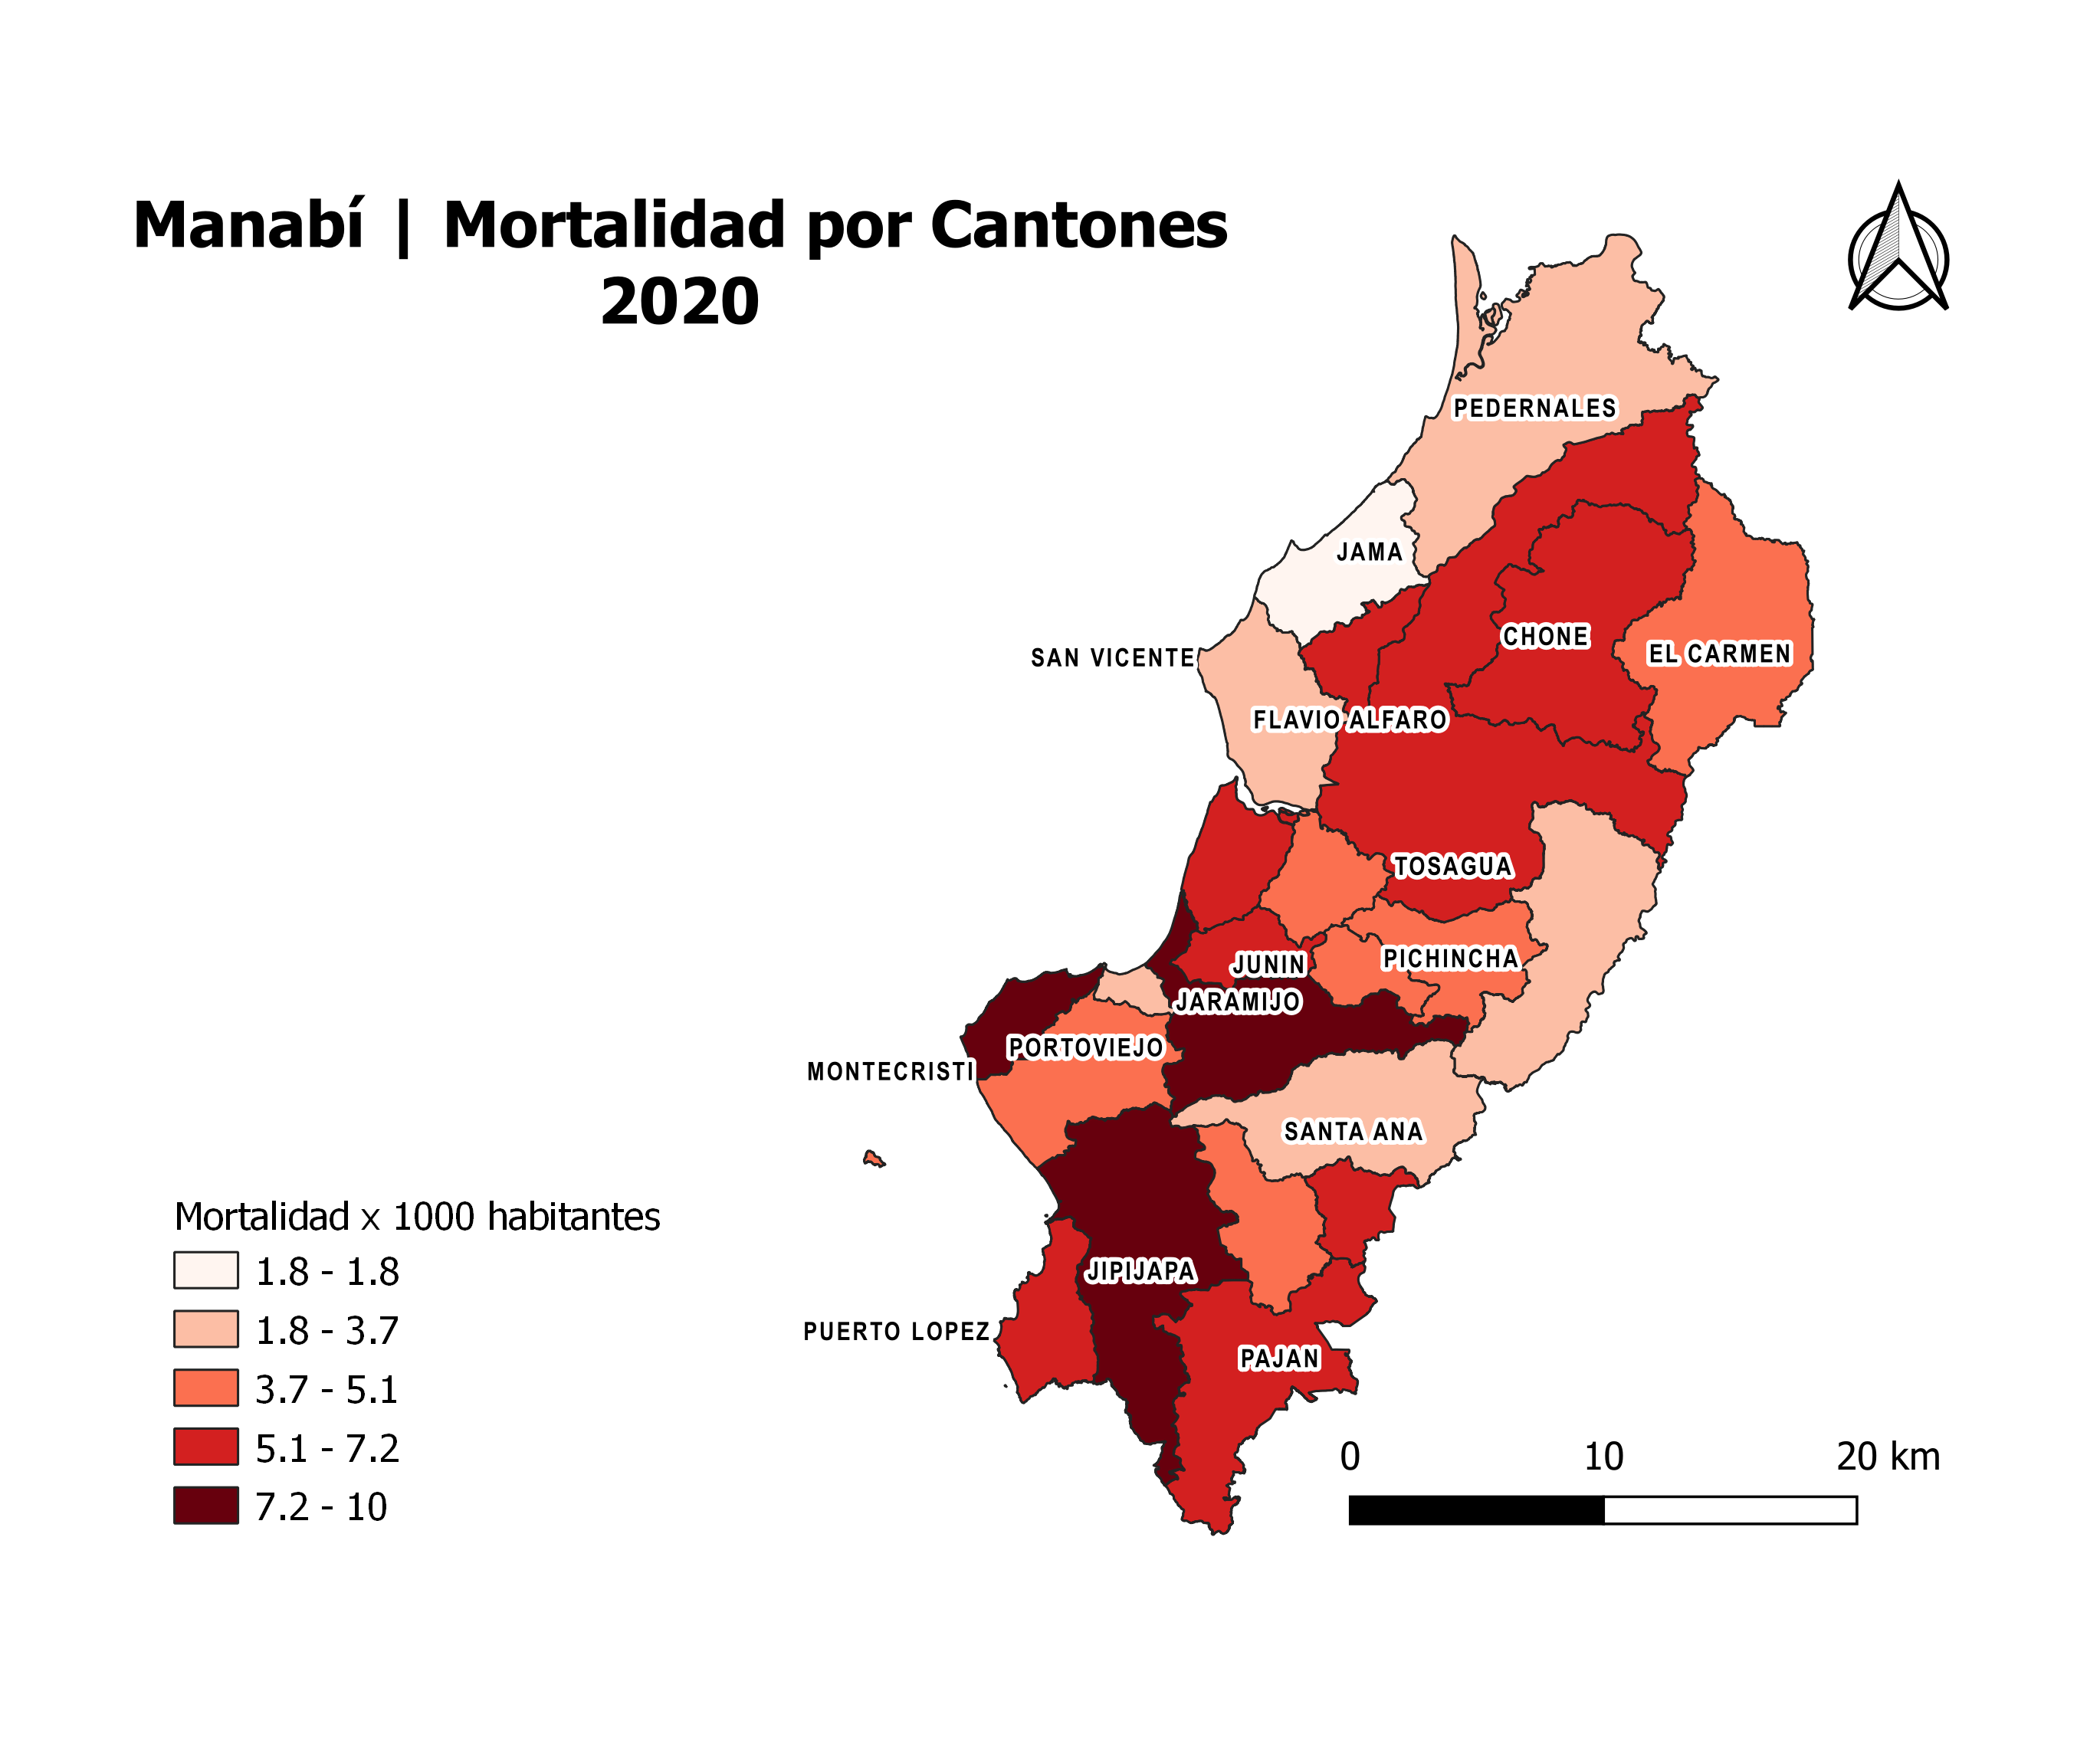 Manabí | Mortalidad por Cantones
2020
PEDERNALES
JAMA
CHONE
EL CARMEN
SAN VICENTE
FLAVIO ALFARO
TOSAGUA
PICHINCHA
JUNIN
JARAMIJO
PORTOVIEJO
MONTECRISTI
SANTA ANA
JIPIJAPA
PUERTO LOPEZ
PAJAN
Mortalidad x 1000 habitantes
1.8 - 1.8
1.8 - 3.7
3.7 - 5.1
5.1 - 7.2
7.2 - 10
0 10 20 km